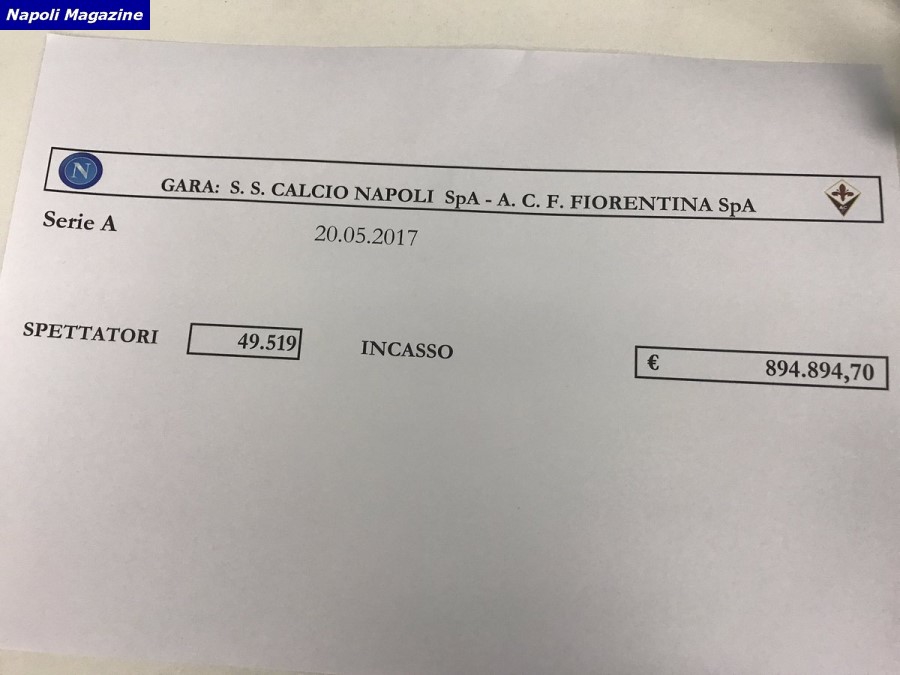 Napoli Magazine
N
GARA: S. S. CALCIO NAPOLI SpA - A. C. F. FIORENTINA SpA
Serie A
20.05.2017
SPETTATORI 49.519 INCASSO € 894.894,70